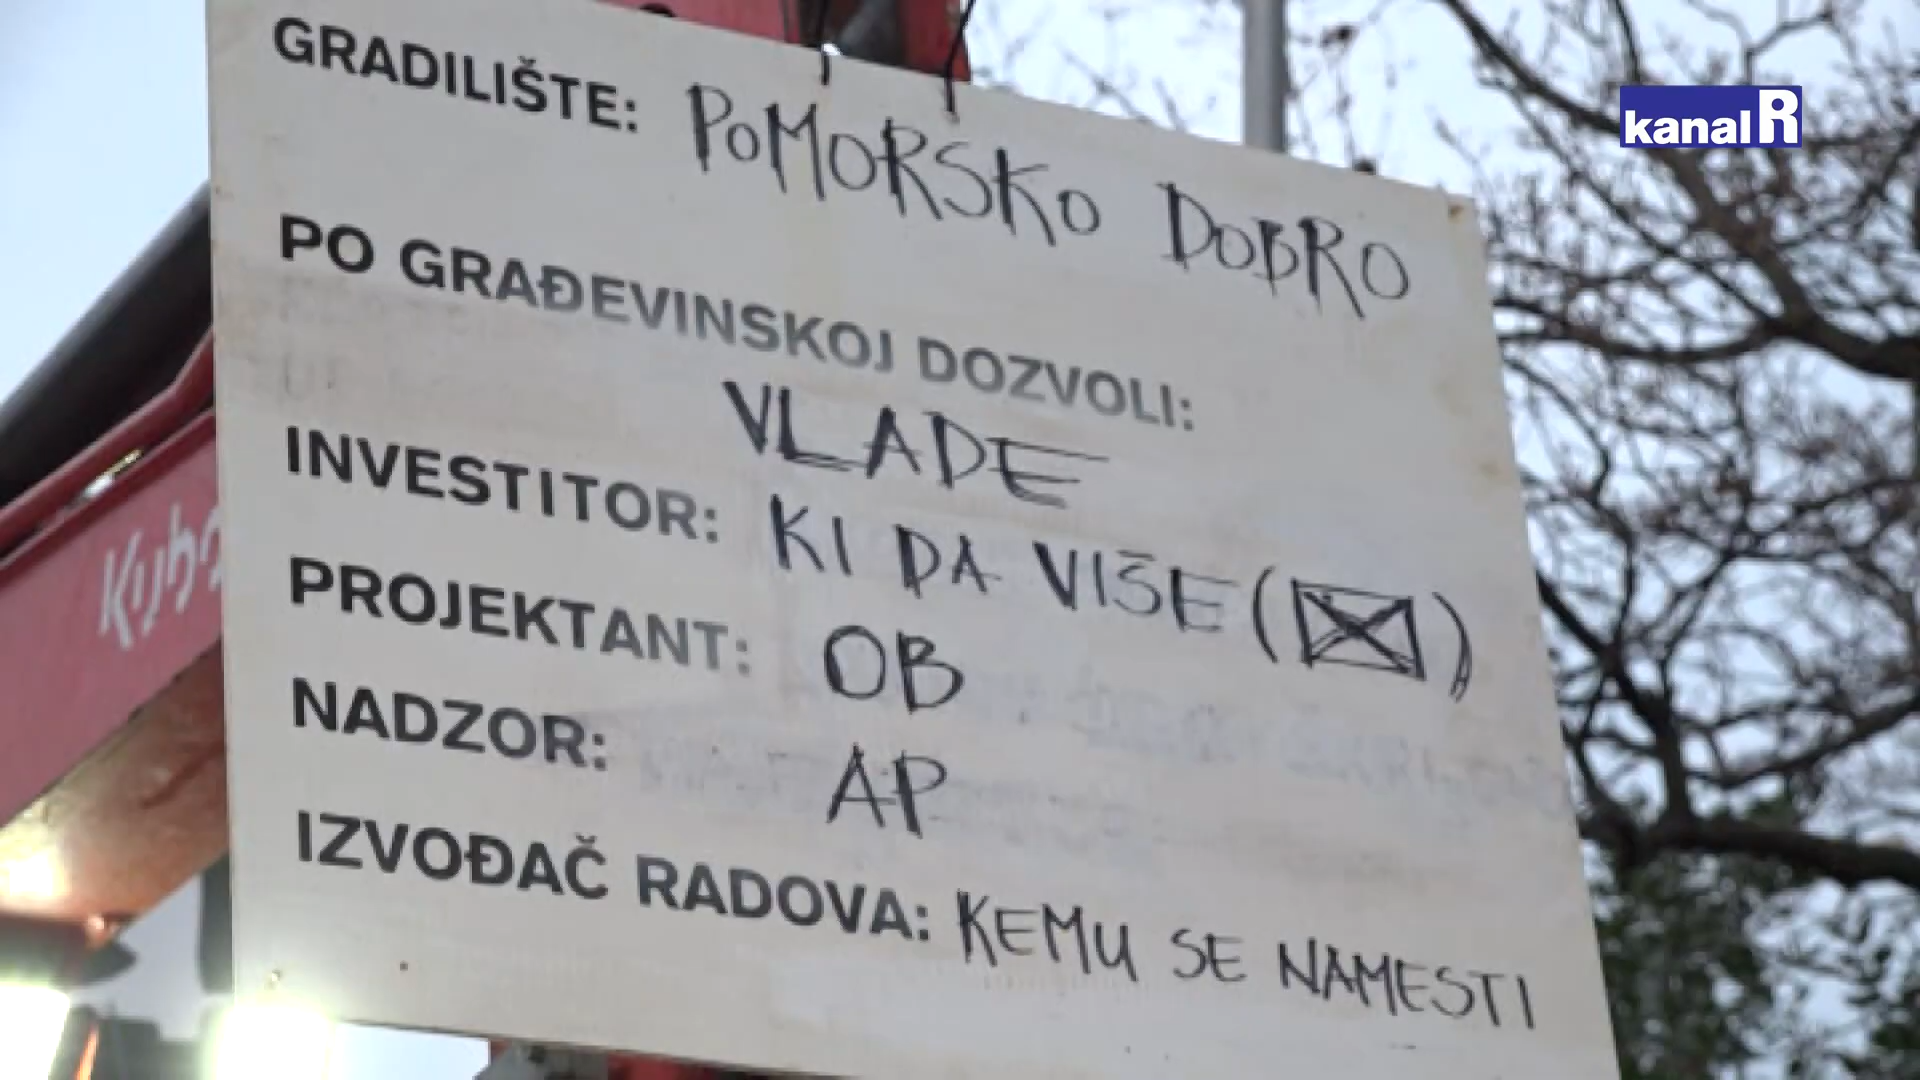 kanal R
GRADILIŠTE: POMORSKO DOBRO
PO GRAĐEVINSKOJ DOZVOLI:
VLADE
INVESTITOR: KI DA VIŠE ( )
PROJEKTANT: OB
NADZOR: AP
IZVOĐAČ RADOVA: KEMU SE NAMESTI